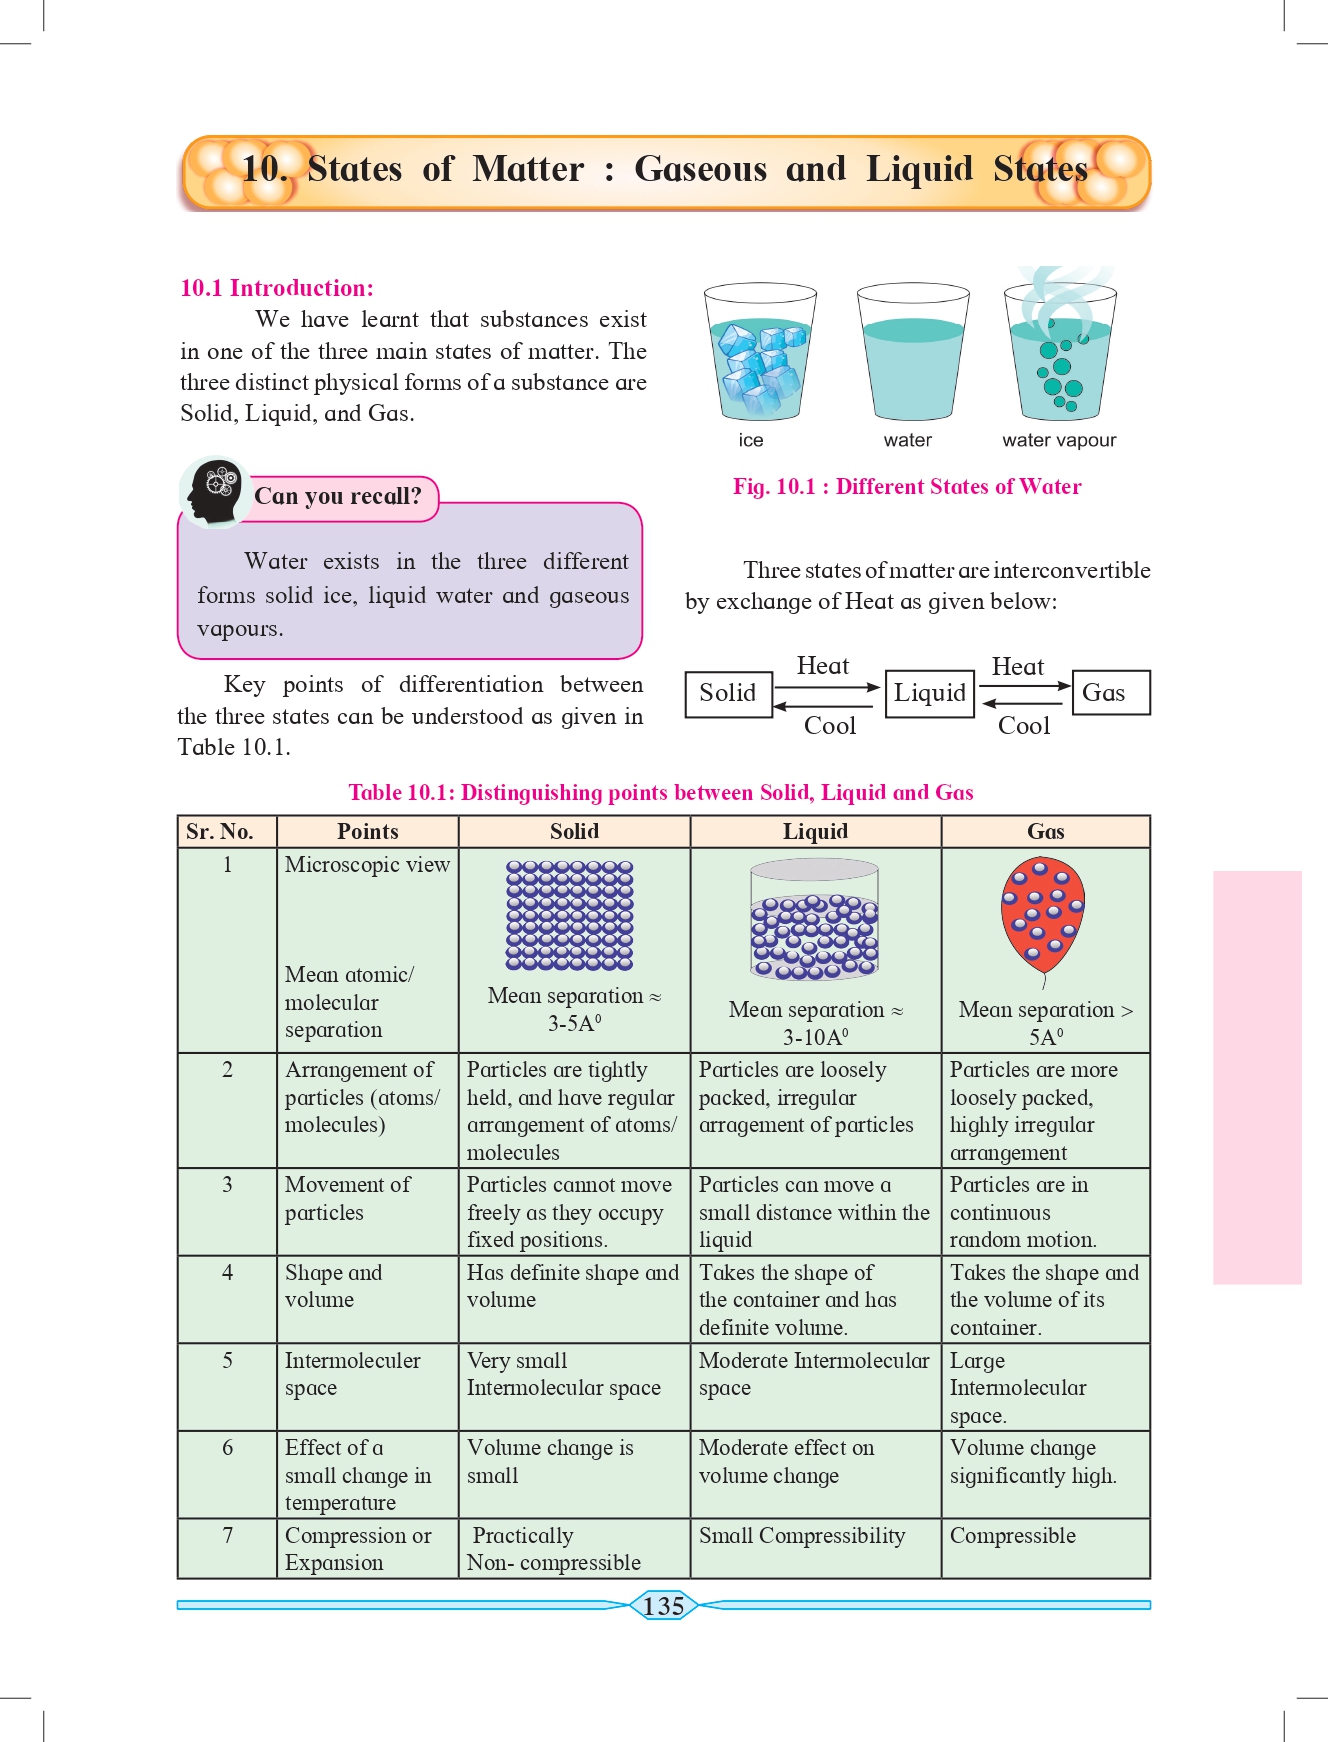 10. States of Matter : Gaseous and Liquid States
10.1 Introduction:
We have learnt that substances exist
in one of the three main states of matter. The
three distinct physical forms of a substance are
Solid, Liquid, and Gas.
Can you recall?
Water exists in the three different
forms solid ice, liquid water and gaseous
vapours.
Key points of differentiation between
the three states can be understood as given in
Table 10.1.
ice
water
water vapour
Fig. 10.1 : Different States of Water
Three states of matter are interconvertible
by exchange of Heat as given below:
Heat
Heat
Solid
Liquid
Gas
Cool
Cool
Table 10.1: Distinguishing points between Solid, Liquid and Gas
Sr. No.
Points
Solid
Liquid
Gas
1
Microscopic view
Mean atomic/
molecular
separation
Mean separation ≈
3-5A⁰
Mean separation ≈
3-10A⁰
Mean separation >
5A⁰
2
Arrangement of
particles (atoms/
molecules)
Particles are tightly
held, and have regular
arrangement of atoms/
molecules
Particles are loosely
packed, irregular
arragement of particles
Particles are more
loosely packed,
highly irregular
arrangement
3
Movement of
particles
Particles cannot move
freely as they occupy
fixed positions.
Particles can move a
small distance within the
liquid
Particles are in
continuous
random motion.
4
Shape and
volume
Has definite shape and
volume
Takes the shape of
the container and has
definite volume.
Takes the shape and
the volume of its
container.
5
Intermoleculer
space
Very small
Intermolecular space
Moderate Intermolecular
space
Large
Intermolecular
space.
6
Effect of a
small change in
temperature
Volume change is
small
Moderate effect on
volume change
Volume change
significantly high.
7
Compression or
Expansion
Practically
Non- compressible
Small Compressibility
Compressible
135